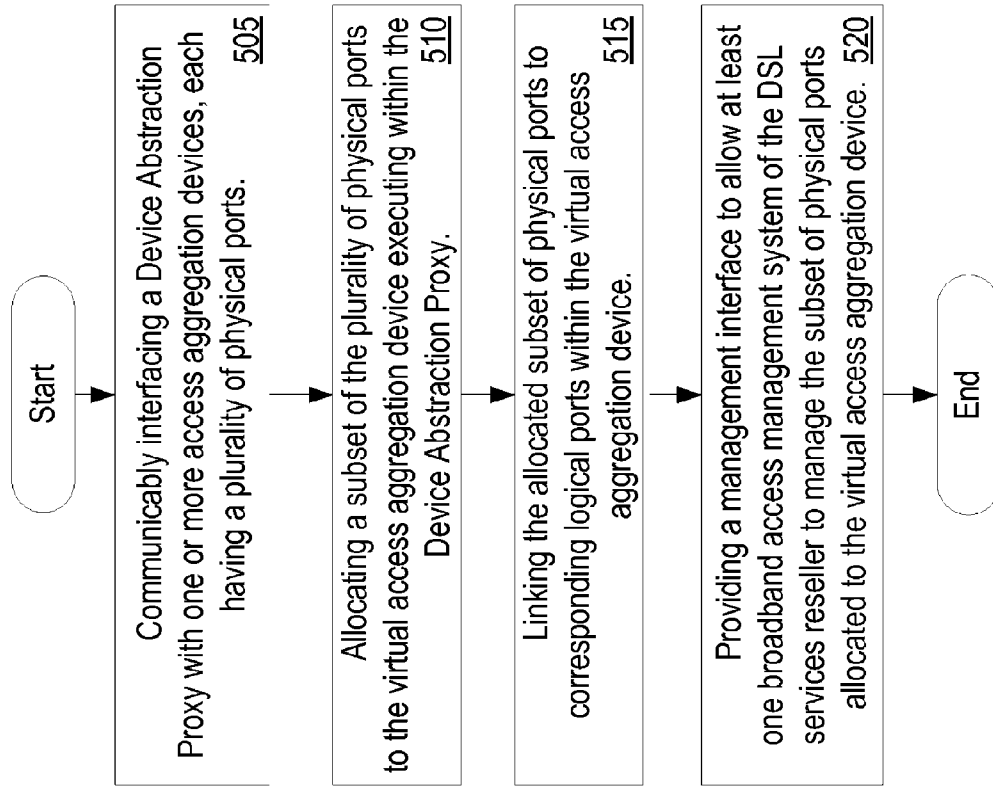 Start
Communicably interfacing a Device Abstraction
Proxy with one or more access aggregation devices, each
having a plurality of physical ports.
505
Allocating a subset of the plurality of physical ports
to the virtual access aggregation device executing within the
Device Abstraction Proxy.
510
Linking the allocated subset of physical ports to
corresponding logical ports within the virtual access
aggregation device.
515
Providing a management interface to allow at least
one broadband access management system of the DSL
services reseller to manage the subset of physical ports
allocated to the virtual access aggregation device.
520
End